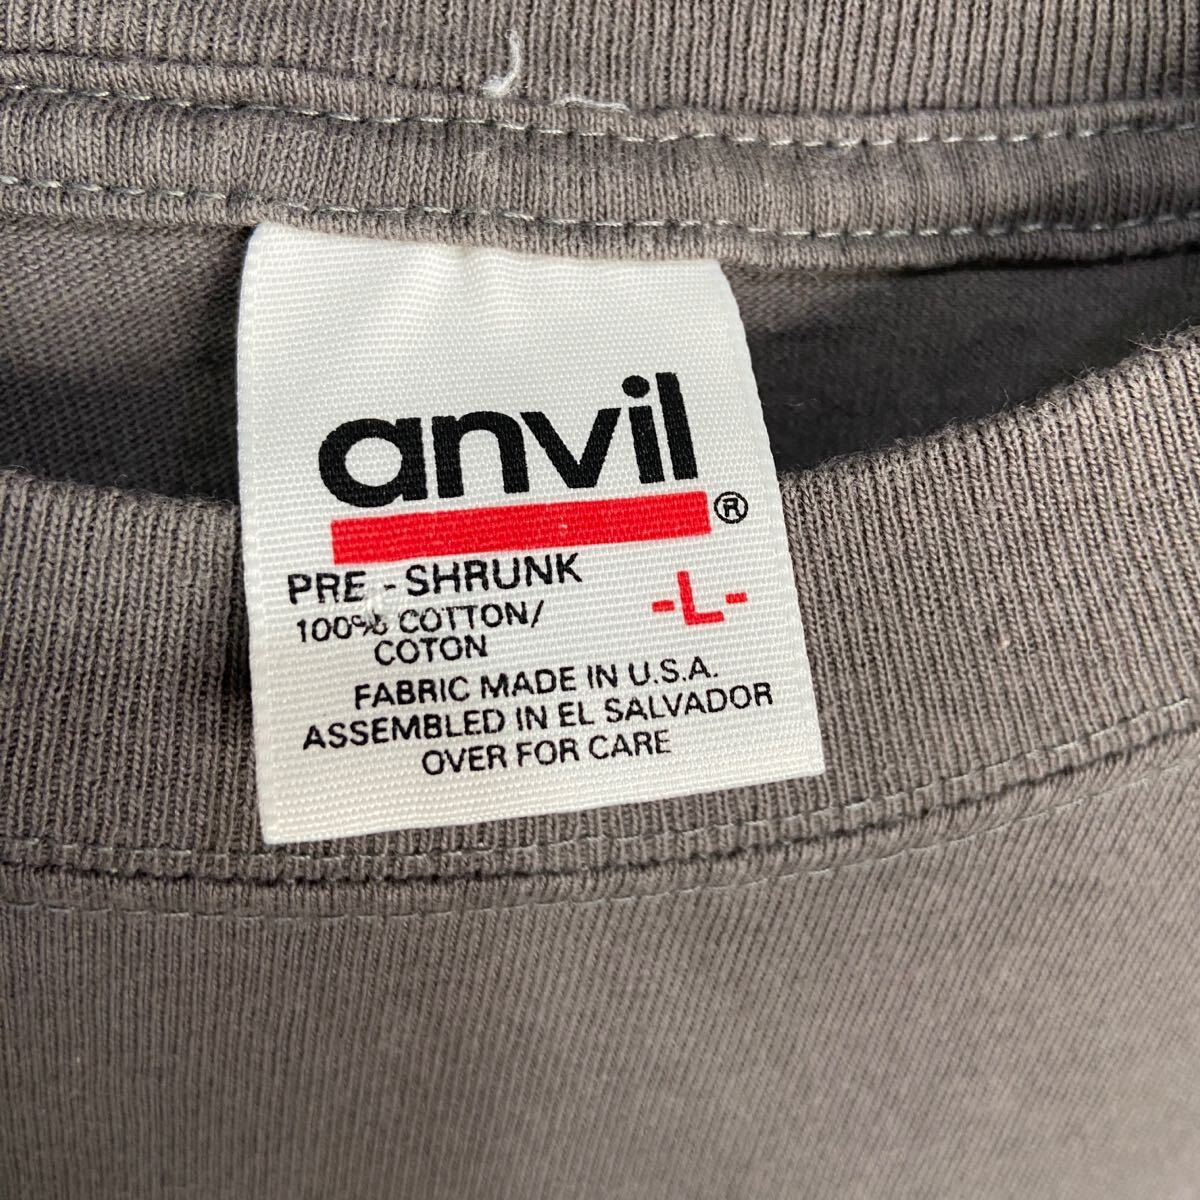 anvil®
PRE-SHRUNK -L-
100% COTTON/
COTON
FABRIC MADE IN U.S.A.
ASSEMBLED IN EL SALVADOR
OVER FOR CARE